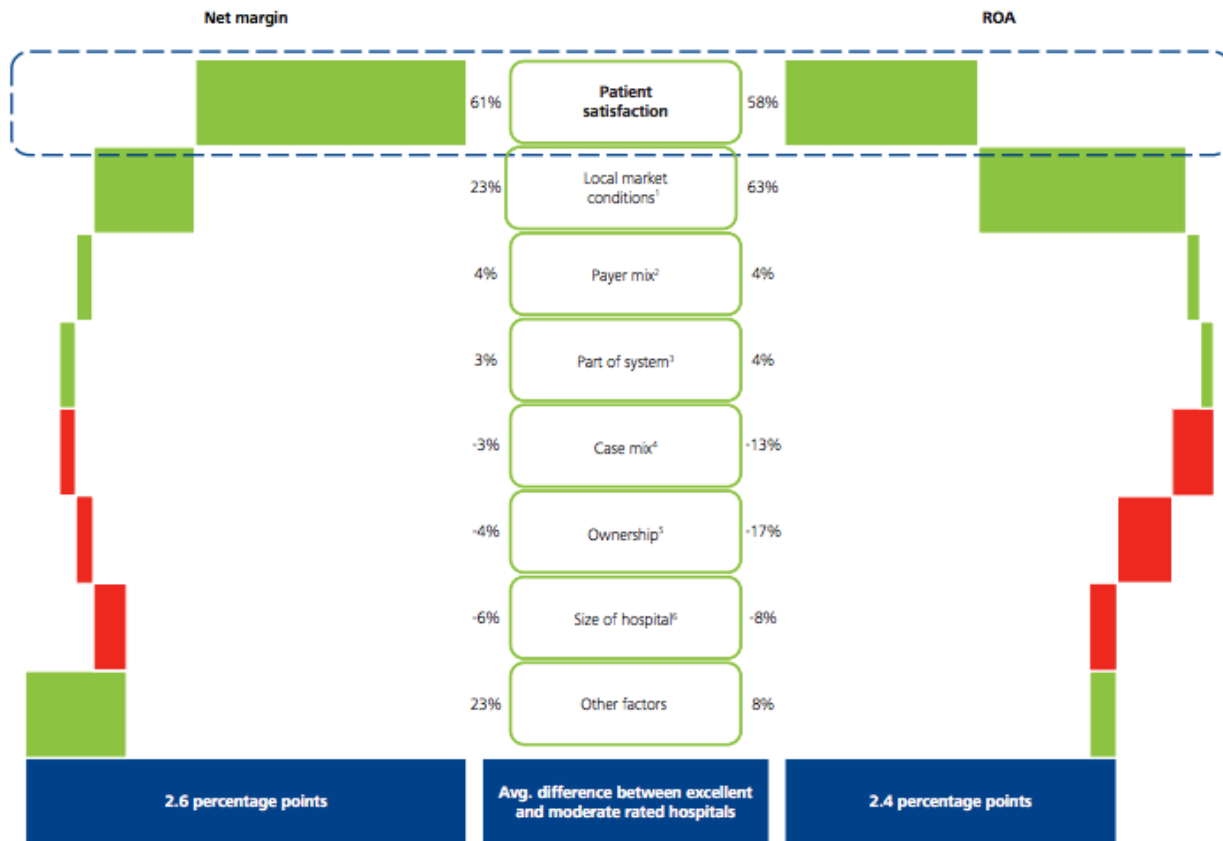 Net margin
ROA
61%
Patient
satisfaction
58%
23%
Local market
conditions¹
63%
4%
Payer mix²
4%
3%
Part of system³
4%
-3%
Case mix⁴
-13%
-4%
Ownership⁵
-17%
-6%
Size of hospital⁶
-8%
23%
Other factors
8%
2.6 percentage points
Avg. difference between excellent
and moderate rated hospitals
2.4 percentage points